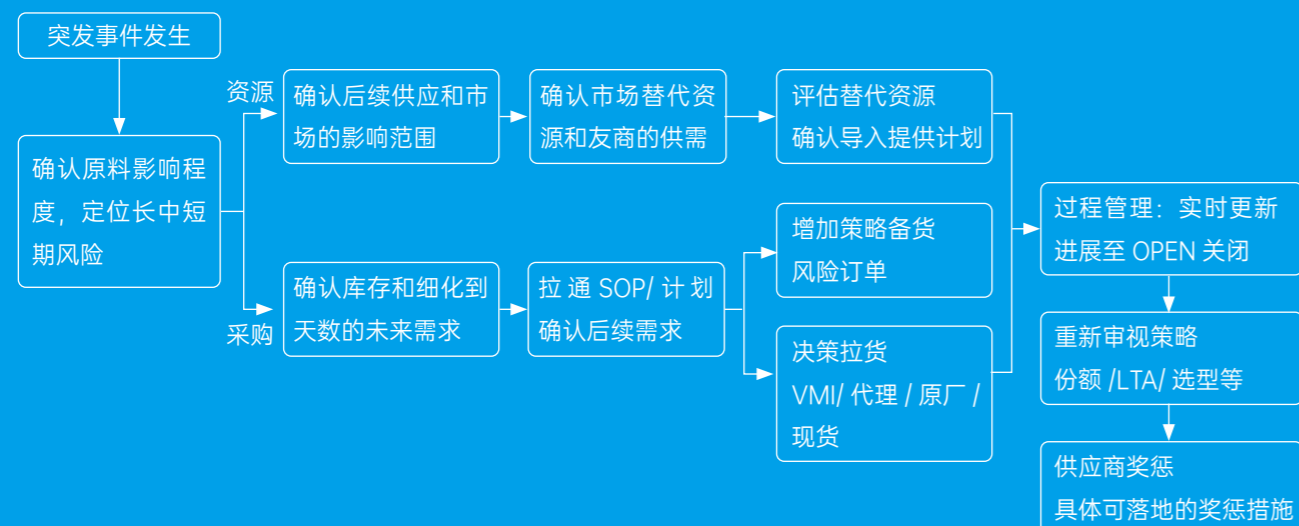 突发事件发生
确认原料影响程
度，定位长中短
期风险
资源
确认后续供应和市
场的影响范围
确认市场替代资
源和友商的供需
评估替代资源
确认导入提供计划
采购
确认库存和细化到
天数的未来需求
拉通 SOP/ 计划
确认后续需求
增加策略备货
风险订单
决策拉货
VMI/ 代理 / 原厂 /
现货
过程管理：实时更新
进展至 OPEN 关闭
重新审视策略
份额 /LTA/ 选型等
供应商奖惩
具体可落地的奖惩措施